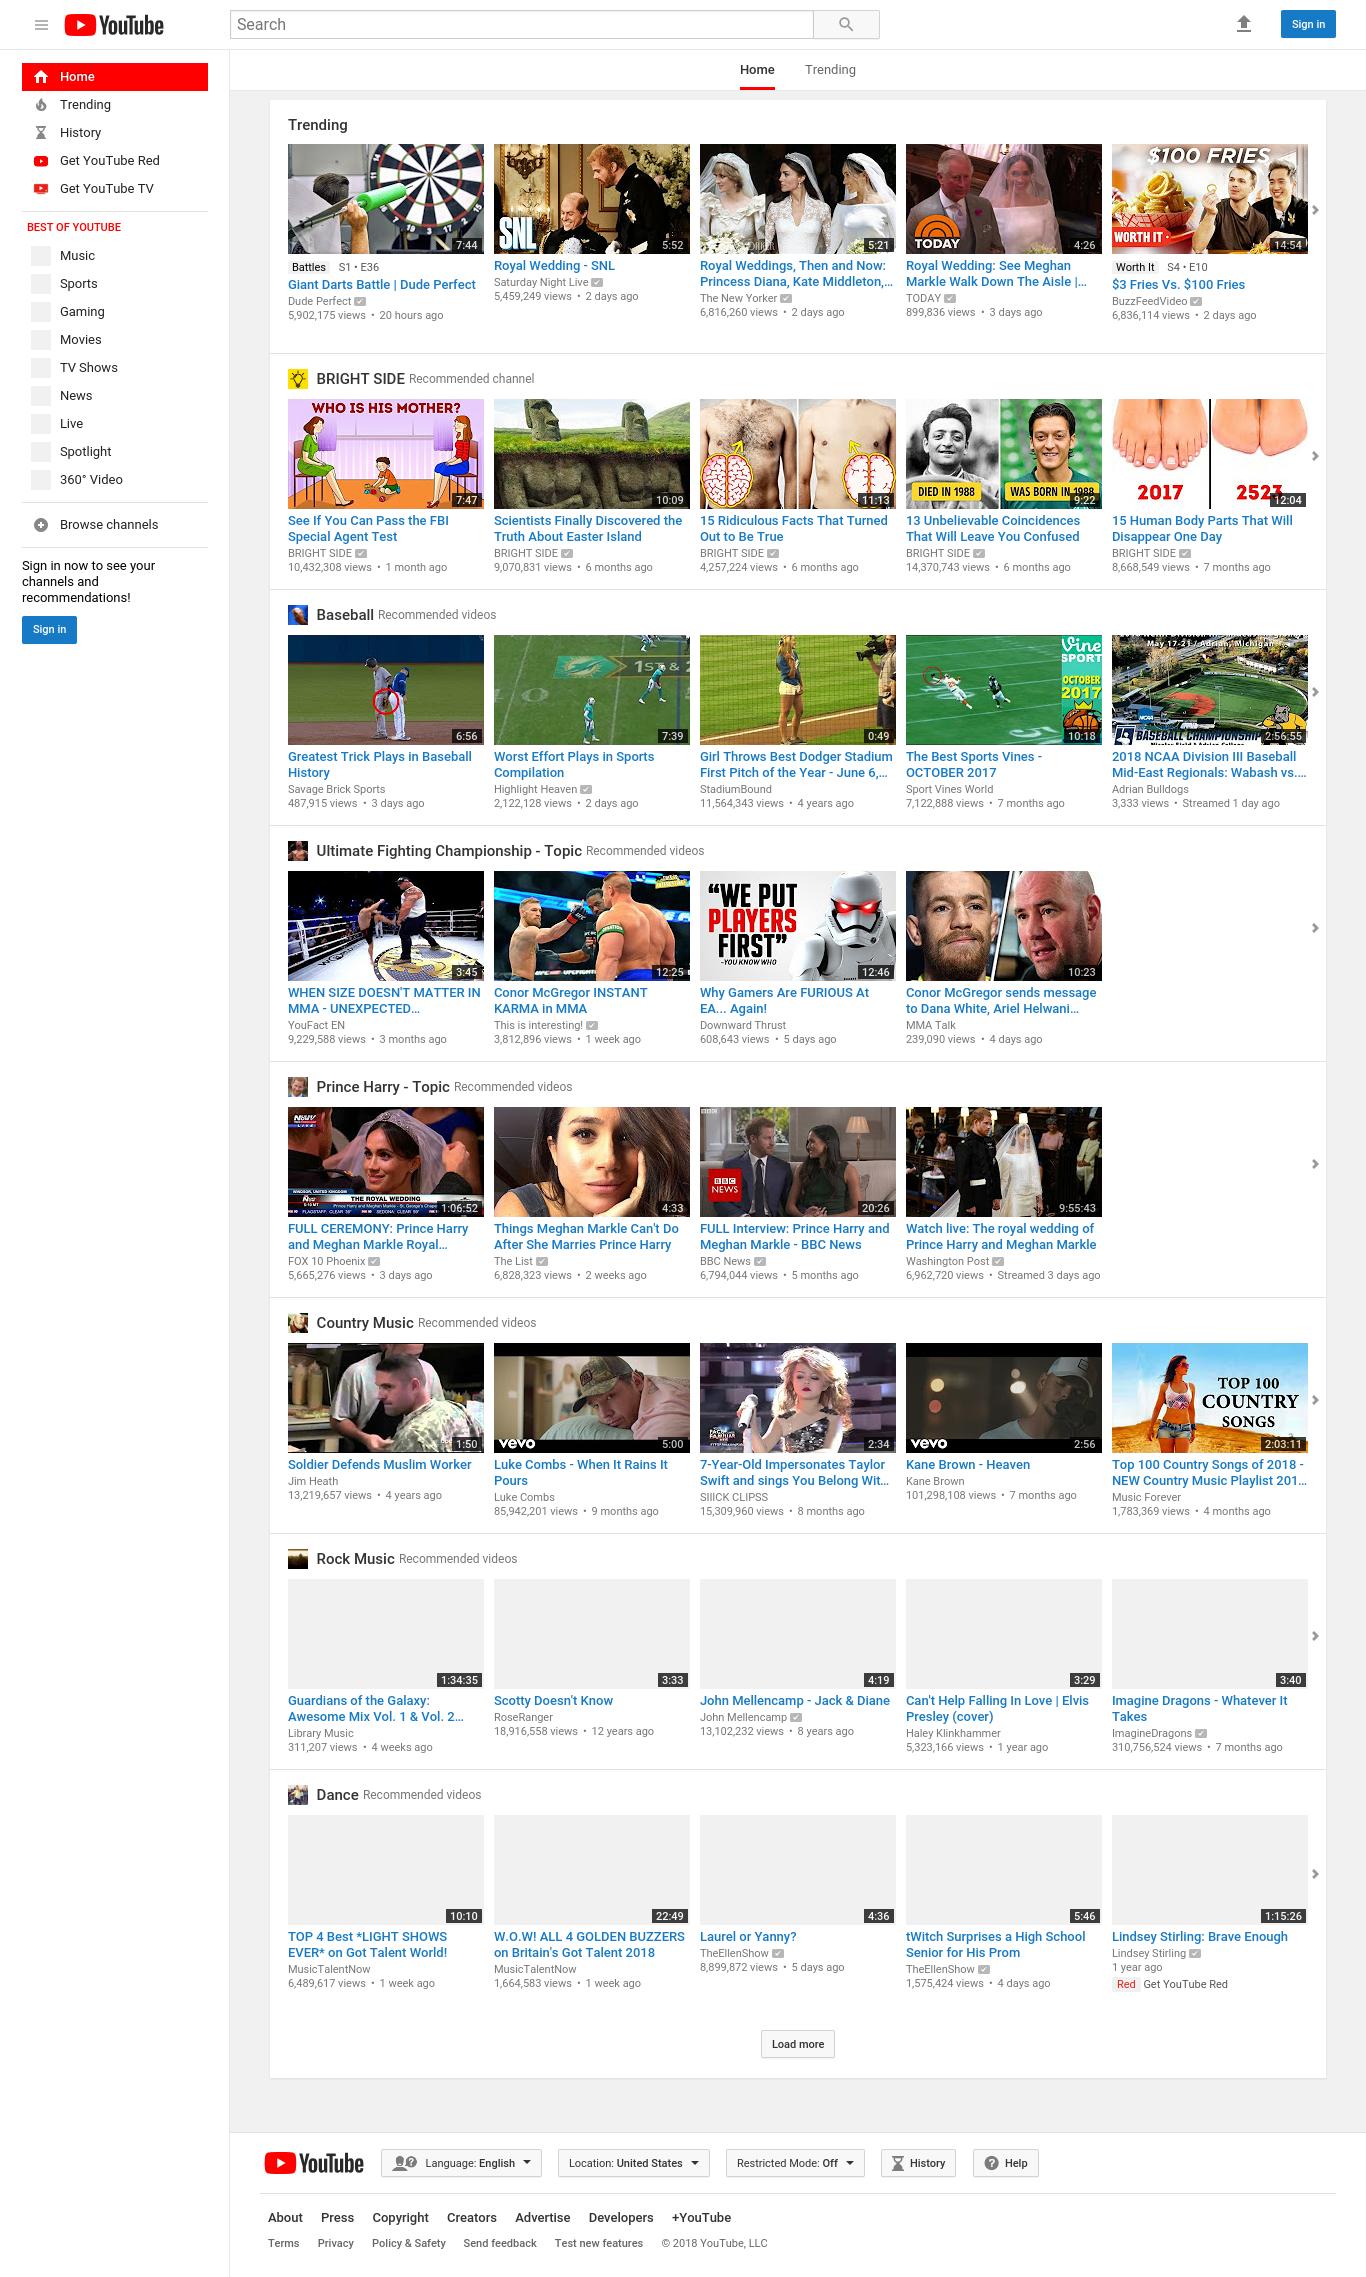 YouTube
Search
Sign in
Home
Trending
History
Get YouTube Red
Get YouTube TV
BEST OF YOUTUBE
Music
Sports
Gaming
Movies
TV Shows
News
Live
Spotlight
360° Video
Browse channels
Sign in now to see your
channels and
recommendations!
Sign in
Home Trending
Trending
7:44
Battles S1 • E36
Giant Darts Battle | Dude Perfect
Dude Perfect
5,902,175 views • 20 hours ago
SNL
5:52
Royal Wedding - SNL
Saturday Night Live
5,459,249 views • 2 days ago
5:21
Royal Weddings, Then and Now:
Princess Diana, Kate Middleton,...
The New Yorker
6,816,260 views • 2 days ago
TODAY
4:26
Royal Wedding: See Meghan
Markle Walk Down The Aisle |...
TODAY
899,836 views • 3 days ago
$100 FRIES
WORTH IT
14:54
Worth It S4 • E10
$3 Fries Vs. $100 Fries
BuzzFeedVideo
6,836,114 views • 2 days ago
BRIGHT SIDE Recommended channel
WHO IS HIS MOTHER?
7:47
See If You Can Pass the FBI
Special Agent Test
BRIGHT SIDE
10,432,308 views • 1 month ago
10:09
Scientists Finally Discovered the
Truth About Easter Island
BRIGHT SIDE
9,070,831 views • 6 months ago
11:13
15 Ridiculous Facts That Turned
Out to Be True
BRIGHT SIDE
4,257,224 views • 6 months ago
DIED IN 1988
WAS BORN IN 1988
9:22
13 Unbelievable Coincidences
That Will Leave You Confused
BRIGHT SIDE
14,370,743 views • 6 months ago
2017
2523
12:04
15 Human Body Parts That Will
Disappear One Day
BRIGHT SIDE
8,668,549 views • 7 months ago
Baseball Recommended videos
6:56
Greatest Trick Plays in Baseball
History
Savage Brick Sports
487,915 views • 3 days ago
1ST &
7:39
Worst Effort Plays in Sports
Compilation
Highlight Heaven
2,122,128 views • 2 days ago
0:49
Girl Throws Best Dodger Stadium
First Pitch of the Year - June 6,...
StadiumBound
11,564,343 views • 4 years ago
Vine
SPORT
OCTOBER
2017
10:18
The Best Sports Vines -
OCTOBER 2017
Sport Vines World
7,122,888 views • 7 months ago
May 17-21 / Adrian, Michigan
BASEBALL CHAMPIONSHIP
2:56:55
2018 NCAA Division III Baseball
Mid-East Regionals: Wabash vs....
Adrian Bulldogs
3,333 views • Streamed 1 day ago
Ultimate Fighting Championship - Topic Recommended videos
3:45
WHEN SIZE DOESN'T MATTER IN
MMA - UNEXPECTED...
YouFact EN
9,229,588 views • 3 months ago
12:25
Conor McGregor INSTANT
KARMA in MMA
This is interesting!
3,812,896 views • 1 week ago
“WE PUT
PLAYERS
FIRST”
-YOU KNOW WHO
12:46
Why Gamers Are FURIOUS At
EA... Again!
Downward Thrust
608,643 views • 5 days ago
10:23
Conor McGregor sends message
to Dana White, Ariel Helwani...
MMA Talk
239,090 views • 4 days ago
Prince Harry - Topic Recommended videos
LIVE
THE ROYAL WEDDING
1:06:52
FULL CEREMONY: Prince Harry
and Meghan Markle Royal...
FOX 10 Phoenix
5,665,276 views • 3 days ago
4:33
Things Meghan Markle Can't Do
After She Marries Prince Harry
The List
6,828,323 views • 2 weeks ago
BBC
NEWS
20:26
FULL Interview: Prince Harry and
Meghan Markle - BBC News
BBC News
6,794,044 views • 5 months ago
9:55:43
Watch live: The royal wedding of
Prince Harry and Meghan Markle
Washington Post
6,962,720 views • Streamed 3 days ago
Country Music Recommended videos
1:50
Soldier Defends Muslim Worker
Jim Heath
13,219,657 views • 4 years ago
vevo
5:00
Luke Combs - When It Rains It
Pours
Luke Combs
85,942,201 views • 9 months ago
2:34
7-Year-Old Impersonates Taylor
Swift and sings You Belong Wit...
SIIICK CLIPSS
15,309,960 views • 8 months ago
vevo
2:56
Kane Brown - Heaven
Kane Brown
101,298,108 views • 7 months ago
TOP 100
COUNTRY
SONGS
2:03:11
Top 100 Country Songs of 2018 -
NEW Country Music Playlist 201...
Music Forever
1,783,369 views • 4 months ago
Rock Music Recommended videos
1:34:35
Guardians of the Galaxy:
Awesome Mix Vol. 1 & Vol. 2...
Library Music
311,207 views • 4 weeks ago
3:33
Scotty Doesn't Know
RoseRanger
18,916,558 views • 12 years ago
4:19
John Mellencamp - Jack & Diane
John Mellencamp
13,102,232 views • 8 years ago
3:29
Can't Help Falling In Love | Elvis
Presley (cover)
Haley Klinkhammer
5,323,166 views • 1 year ago
3:40
Imagine Dragons - Whatever It
Takes
ImagineDragons
310,756,524 views • 7 months ago
Dance Recommended videos
10:10
TOP 4 Best *LIGHT SHOWS
EVER* on Got Talent World!
MusicTalentNow
6,489,617 views • 1 week ago
22:49
W.O.W! ALL 4 GOLDEN BUZZERS
on Britain's Got Talent 2018
MusicTalentNow
1,664,583 views • 1 week ago
4:36
Laurel or Yanny?
TheEllenShow
8,899,872 views • 5 days ago
5:46
tWitch Surprises a High School
Senior for His Prom
TheEllenShow
1,575,424 views • 4 days ago
1:15:26
Lindsey Stirling: Brave Enough
Lindsey Stirling
1 year ago
Red Get YouTube Red
Load more
YouTube
Language: English
Location: United States
Restricted Mode: Off
History
Help
About Press Copyright Creators Advertise Developers +YouTube
Terms Privacy Policy & Safety Send feedback Test new features © 2018 YouTube, LLC